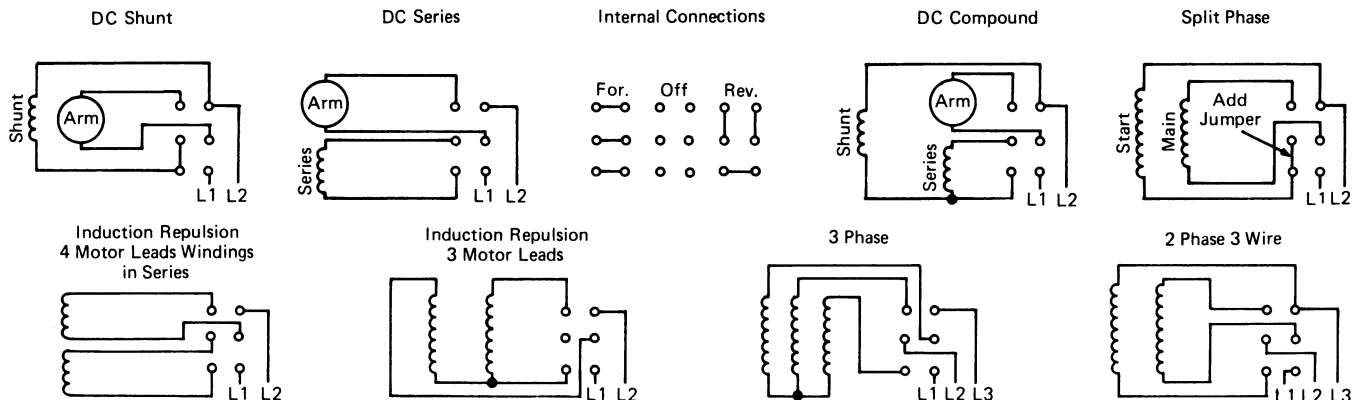 DC Shunt
Shunt
Arm
L1 L2
DC Series
Arm
Series
L1 L2
Internal Connections
For. Off Rev.
DC Compound
Shunt
Arm
Series
L1 L2
Split Phase
Start
Main
Add
Jumper
L1 L2
Induction Repulsion
4 Motor Leads Windings
in Series
L1 L2
Induction Repulsion
3 Motor Leads
L1 L2
3 Phase
L1 L2 L3
2 Phase 3 Wire
L1 L2 L3